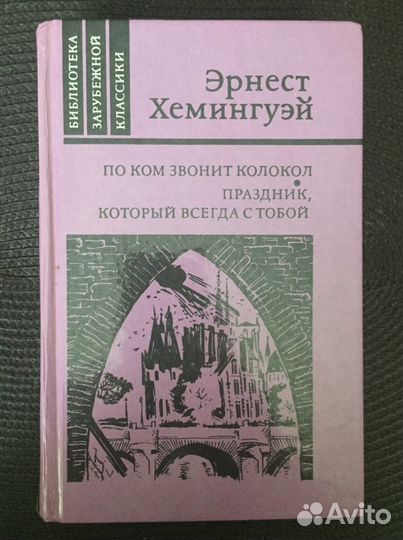 БИБЛИОТЕКА
ЗАРУБЕЖНОЙ
КЛАССИКИ
Эрнест
Хемингуэй
ПО КОМ ЗВОНИТ КОЛОКОЛ
ПРАЗДНИК,
КОТОРЫЙ ВСЕГДА С ТОБОЙ
Avito